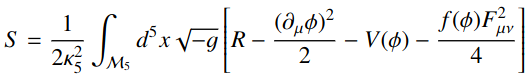 $S = \frac{1}{2\kappa_5^2} \int_{\mathcal{M}_5} d^5x \sqrt{-g} \left[ R - \frac{(\partial_\mu \phi)^2}{2} - V(\phi) - \frac{f(\phi) F_{\mu\nu}^2}{4} \right]$